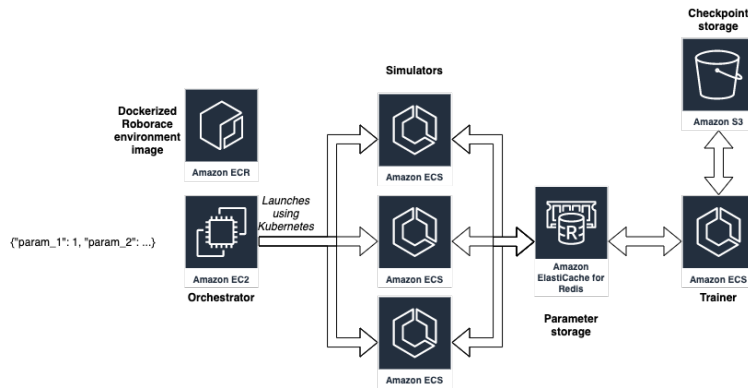 Checkpoint
storage
Amazon S3
Simulators
Dockerized
Roborace
environment
image
Amazon ECR
Amazon ECS
Launches
using
Kubernetes
{"param_1": 1, "param_2": ...}
Amazon EC2
Orchestrator
Amazon ECS
R
Amazon
ElastiCache for
Redis
Parameter
storage
Amazon ECS
Trainer
Amazon ECS